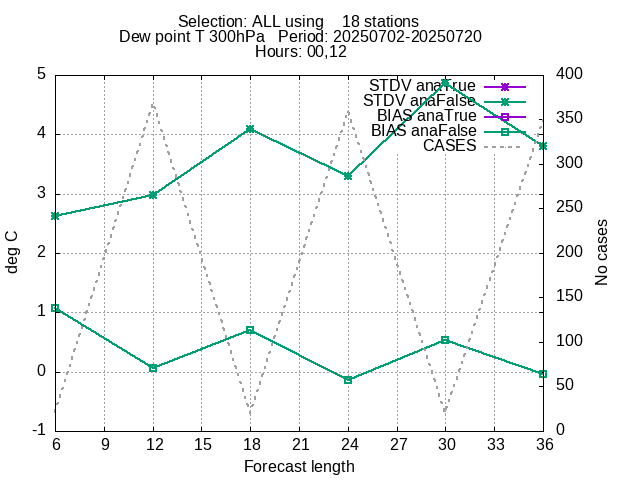 Selection: ALL using    18 stations
Dew point T 300hPa   Period: 20250702-20250720
Hours: 00,12
STDV anaTrue
STDV anaFalse
BIAS anaTrue
BIAS anaFalse
CASES
5
4
3
2
1
0
-1
400
350
300
250
200
150
100
50
0
deg C
No cases
6 9 12 15 18 21 24 27 30 33 36
Forecast length